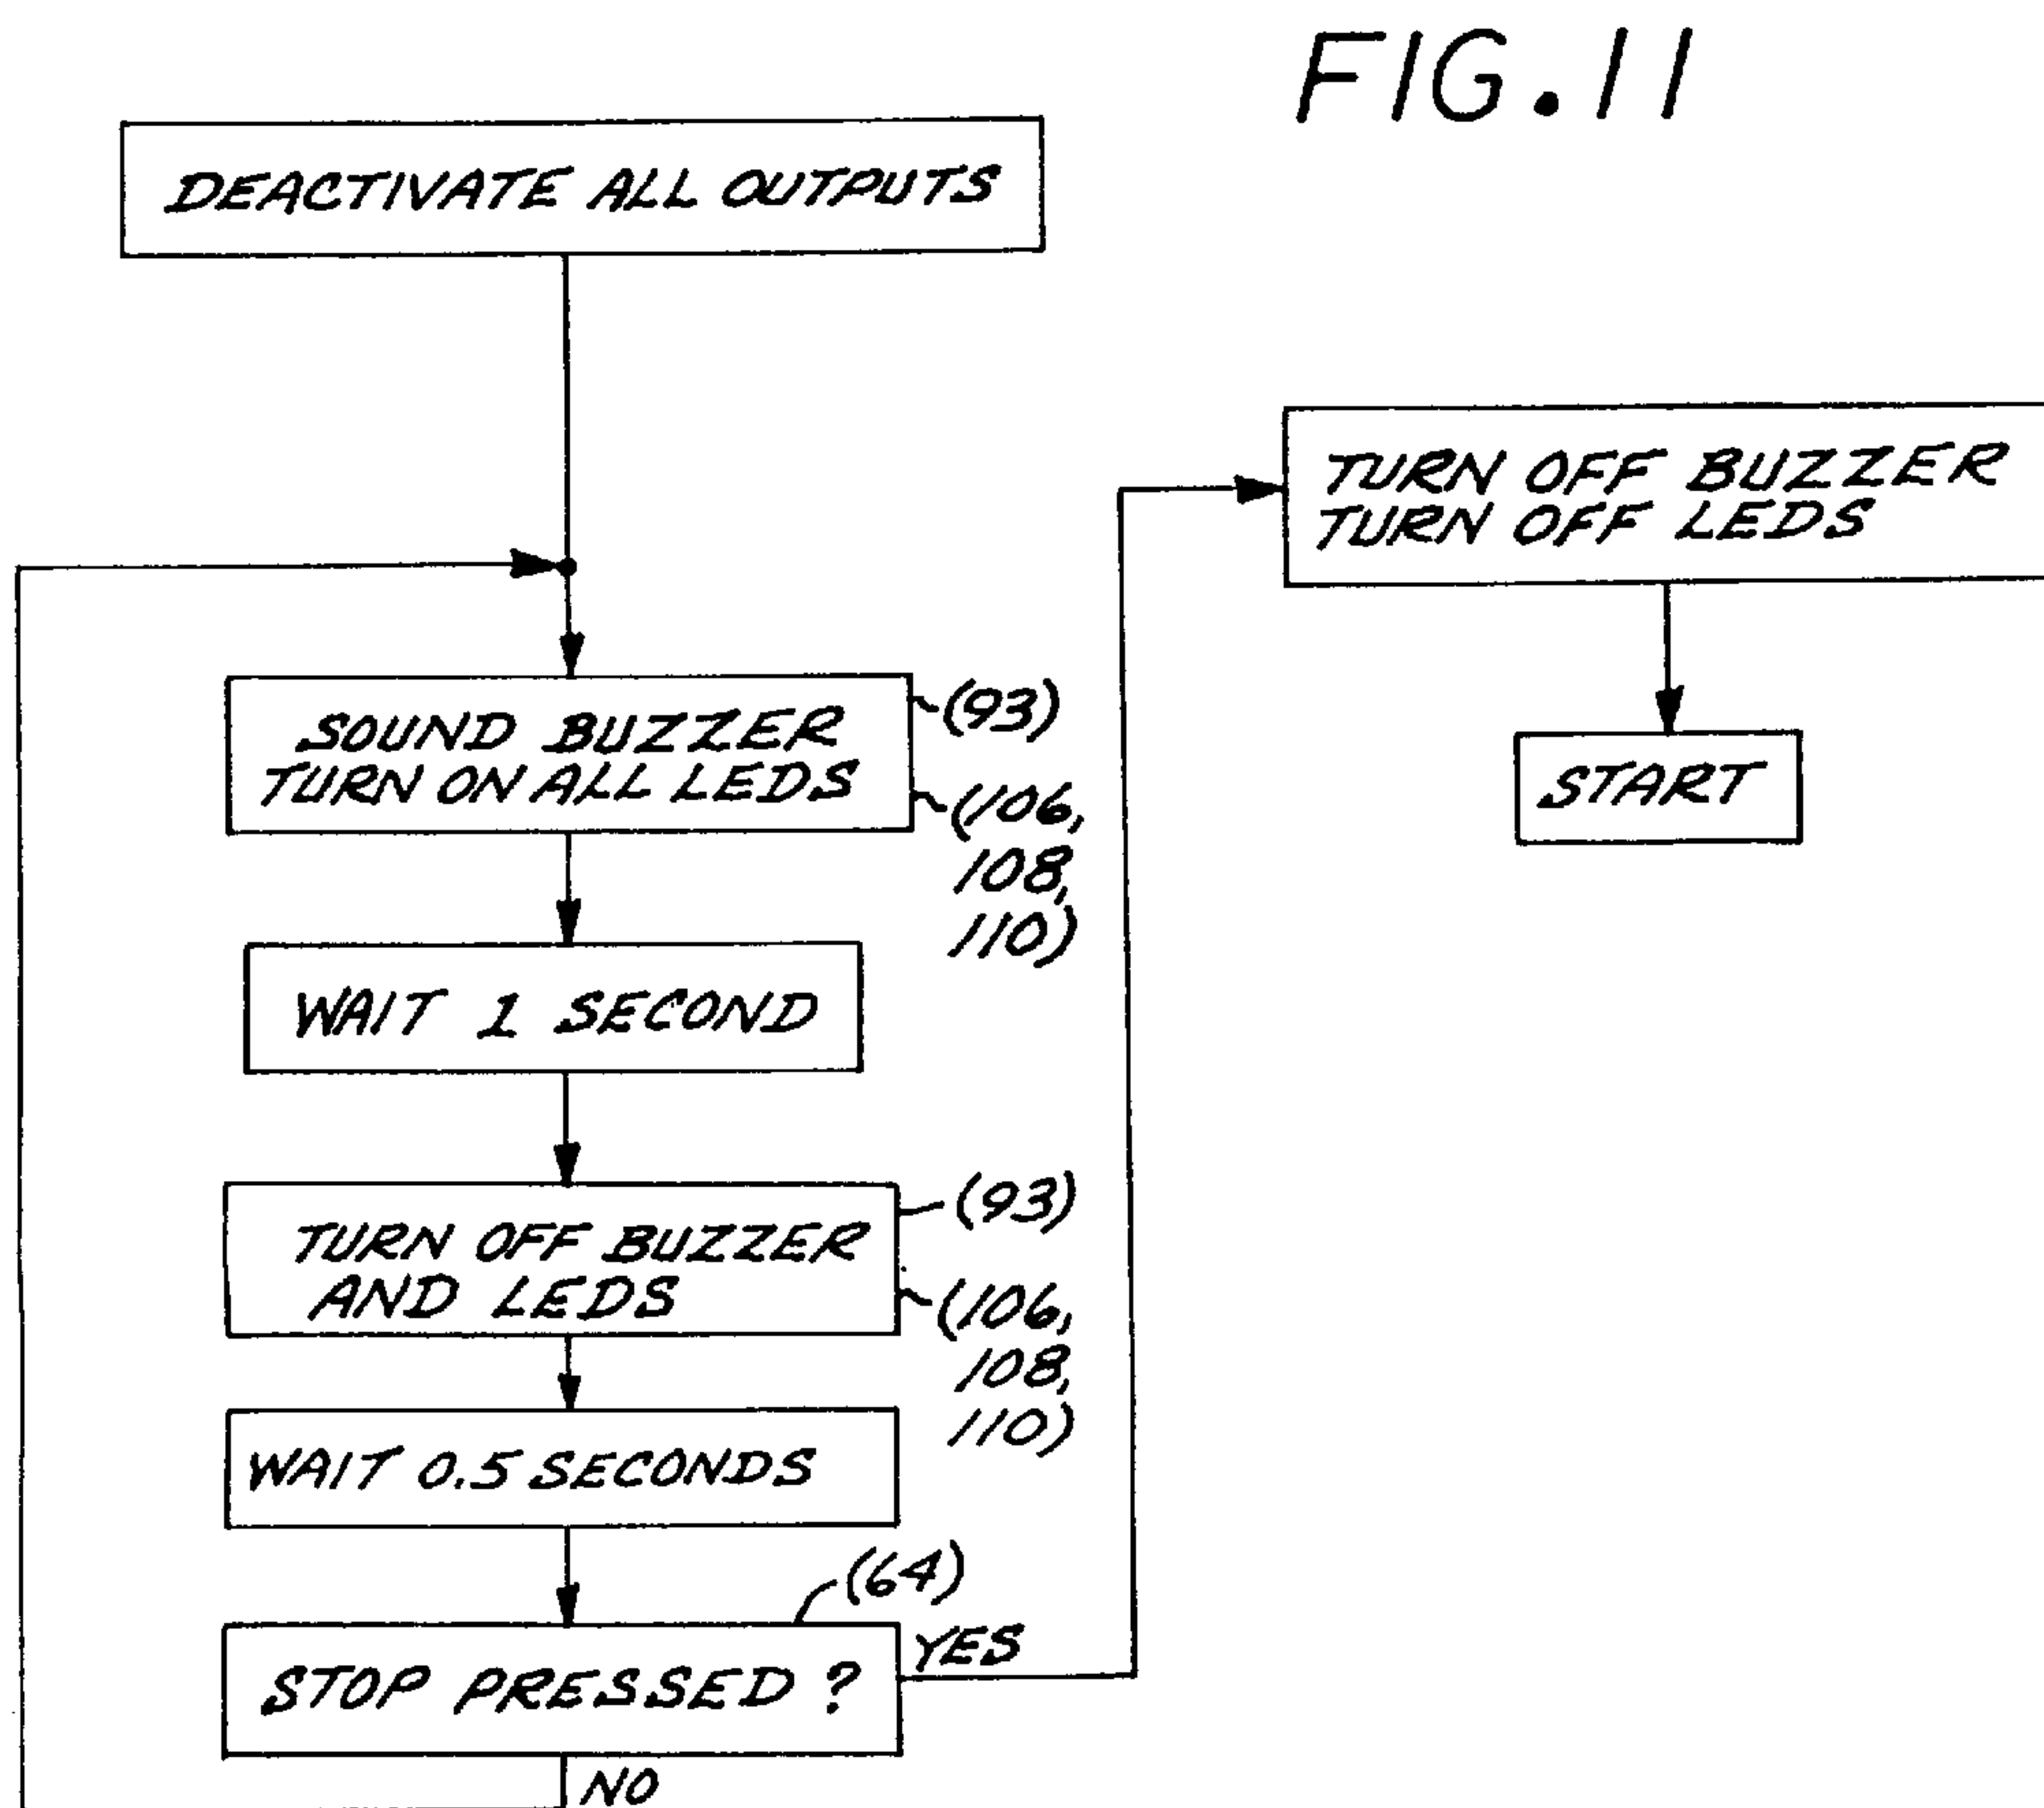 FIG. 11
DEACTIVATE ALL OUTPUTS
SOUND BUZZER
TURN ON ALL LEDS
(93)
(106,
108,
110)
WAIT 1 SECOND
TURN OFF BUZZER
AND LEDS
(93)
(106,
108,
110)
WAIT 0.5 SECONDS
(64)
STOP PRESSED ?
YES
NO
TURN OFF BUZZER
TURN OFF LEDS
START